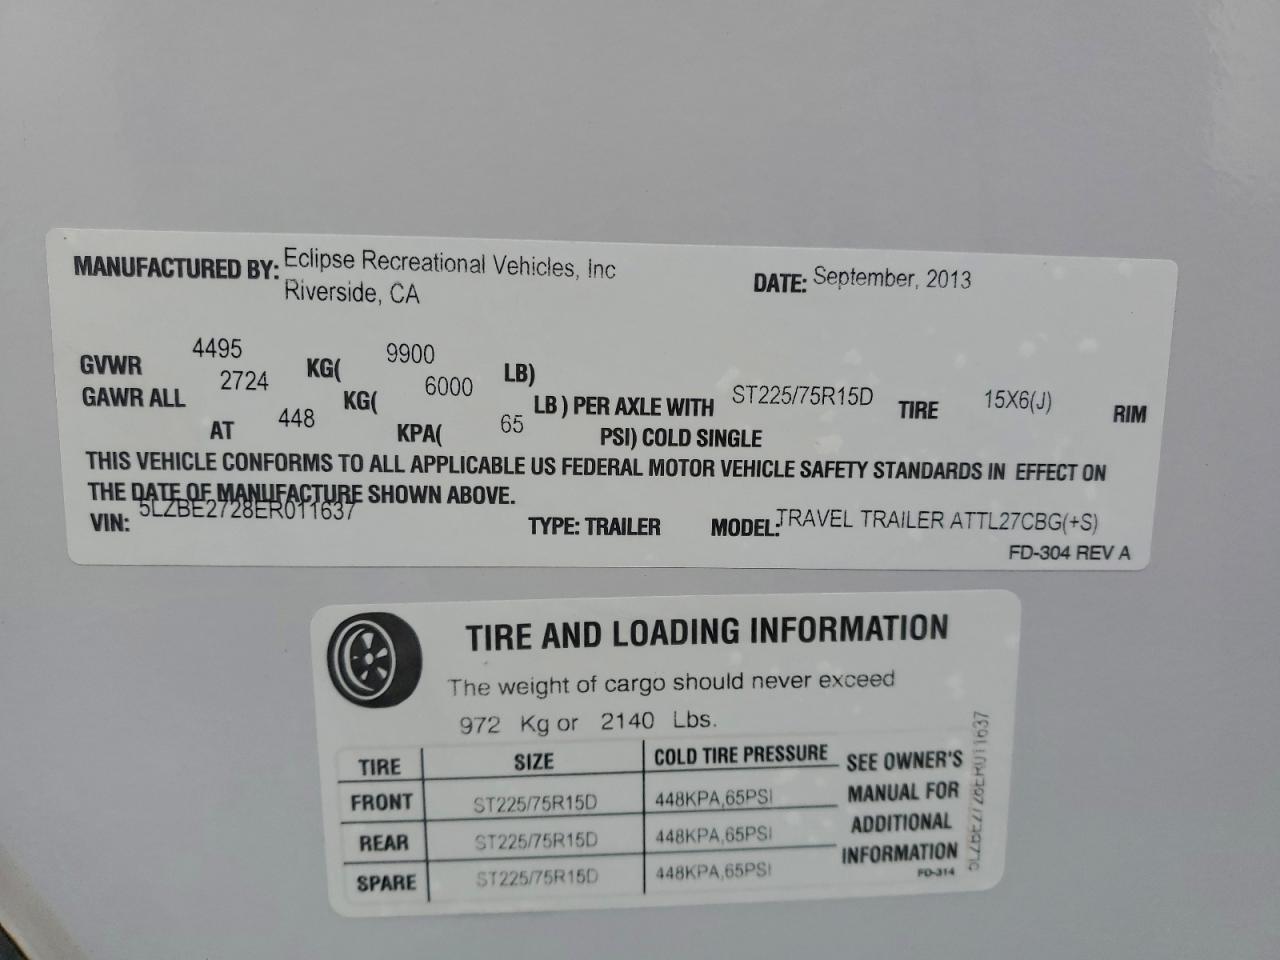 MANUFACTURED BY: Eclipse Recreational Vehicles, Inc DATE: September, 2013
Riverside, CA
GVWR 4495 KG( 9900 LB)
GAWR ALL 2724 KG( 6000 LB ) PER AXLE WITH ST225/75R15D TIRE 15X6(J) RIM
AT 448 KPA( 65 PSI) COLD SINGLE
THIS VEHICLE CONFORMS TO ALL APPLICABLE US FEDERAL MOTOR VEHICLE SAFETY STANDARDS IN EFFECT ON
THE DATE OF MANUFACTURE SHOWN ABOVE.
VIN: 5LZBE2728ER011637 TYPE: TRAILER MODEL: TRAVEL TRAILER ATTL27CBG(+S)
FD-304 REV A
TIRE AND LOADING INFORMATION
The weight of cargo should never exceed
972 Kg or 2140 Lbs.
TIRE SIZE COLD TIRE PRESSURE
FRONT ST225/75R15D 448KPA,65PSI
REAR ST225/75R15D 448KPA,65PSI
SPARE ST225/75R15D 448KPA,65PSI
SEE OWNER'S
MANUAL FOR
ADDITIONAL
INFORMATION
FD-314
5LZBE2728ER011637